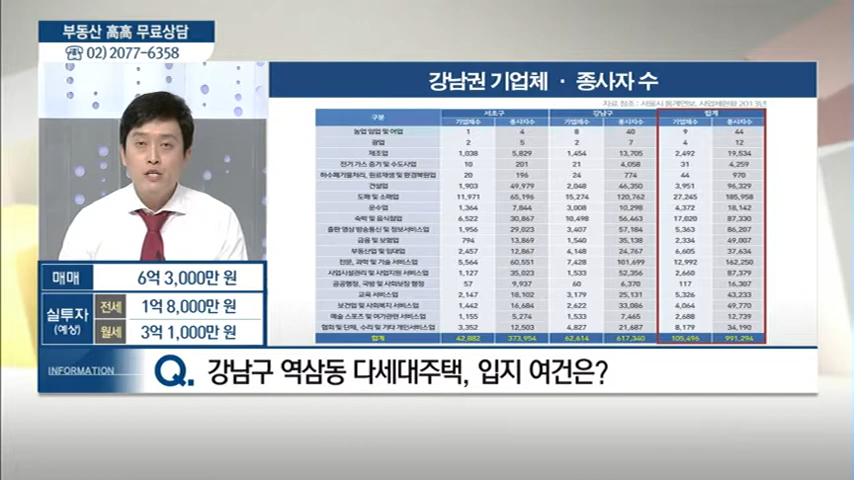 부동산 高高 무료상담
☎ 02)2077-6358
강남권 기업체 · 종사자 수
자료 참조 : 서울시 통계연보, 사업체현황 2013년
구분 서초구 강남구 합계
기업체수 종사자수 기업체수 종사자수 기업체수 종사자수
농업 임업 및 어업 1 4 8 40 9 44
광업 2 5 2 7 4 12
제조업 1,038 5,829 1,454 13,705 2,492 19,534
전기 가스 증기 및 수도사업 10 201 21 4,058 31 4,259
하수폐기물처리, 원료재생 및 환경복원업 20 196 24 774 44 970
건설업 1,903 49,979 2,048 46,350 3,951 96,329
도매 및 소매업 11,971 65,196 15,274 120,762 27,245 185,958
운수업 1,364 7,844 3,008 10,298 4,372 18,142
숙박 및 음식점업 6,522 30,867 10,498 56,463 17,020 87,330
출판 영상 방송통신 및 정보서비스업 1,956 29,023 3,407 57,184 5,363 86,207
금융 및 보험업 794 13,869 1,540 35,138 2,334 49,007
부동산업 및 임대업 2,457 12,867 4,148 24,767 6,605 37,634
전문, 과학 및 기술 서비스업 5,564 60,551 7,428 101,699 12,992 162,250
사업시설관리 및 사업지원 서비스업 1,127 35,023 1,533 52,356 2,660 87,379
공공행정, 국방 및 사회보장 행정 57 9,937 60 6,370 117 16,307
교육 서비스업 2,147 18,102 3,179 25,131 5,326 43,233
보건업 및 사회복지 서비스업 1,442 16,684 2,622 33,086 4,064 49,770
예술 스포츠 및 여가관련 서비스업 1,155 5,274 1,533 7,465 2,688 12,739
협회 및 단체, 수리 및 기타 개인서비스업 3,352 12,503 4,827 21,687 8,179 34,190
합계 42,882 373,954 62,614 617,340 105,496 991,294
매매 6억 3,000만 원
실투자 (예상) 전세 1억 8,000만 원
월세 3억 1,000만 원
INFORMATION Q. 강남구 역삼동 다세대주택, 입지 여건은?